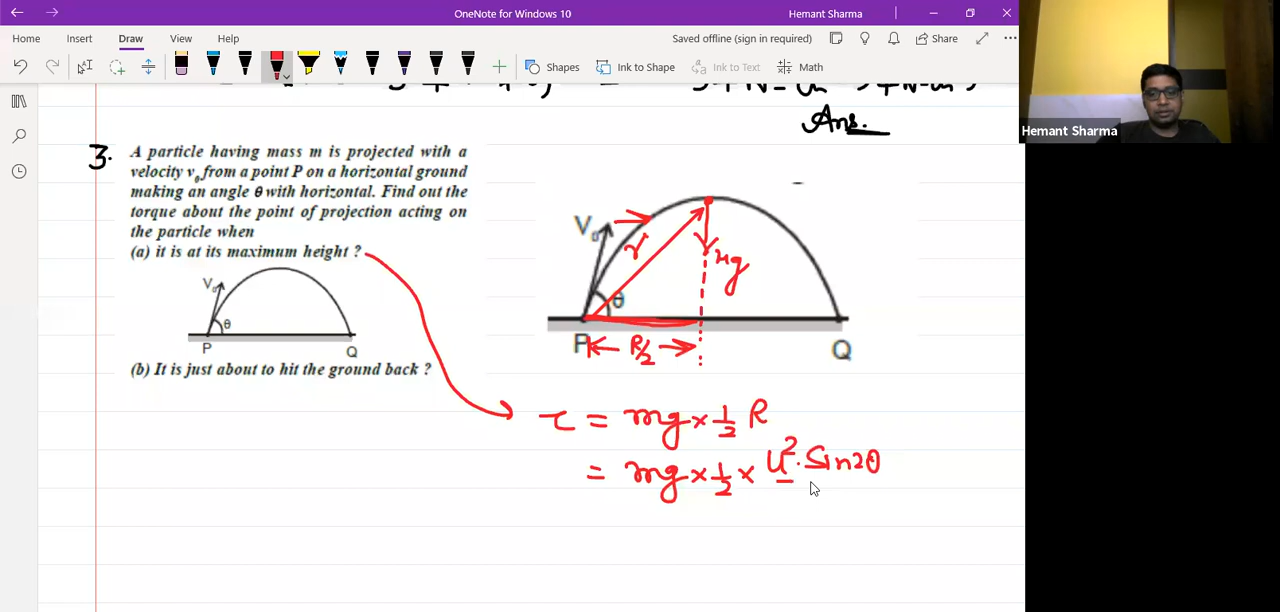 OneNote for Windows 10
Hemant Sharma
Home Insert Draw View Help
Saved offline (sign in required)
Share
Shapes
Ink to Shape
Ink to Text
Math
Hemant Sharma
Ans.
3.
A particle having mass m is projected with a
velocity v₀ from a point P on a horizontal ground
making an angle θ with horizontal. Find out the
torque about the point of projection acting on
the particle when
(a) it is at its maximum height ?
V₀
θ
P Q
(b) It is just about to hit the ground back ?
V₀
r
mg
θ
P R/2 Q
τ = mg × 1/2 R
= mg × 1/2 × u² . Sin2θ